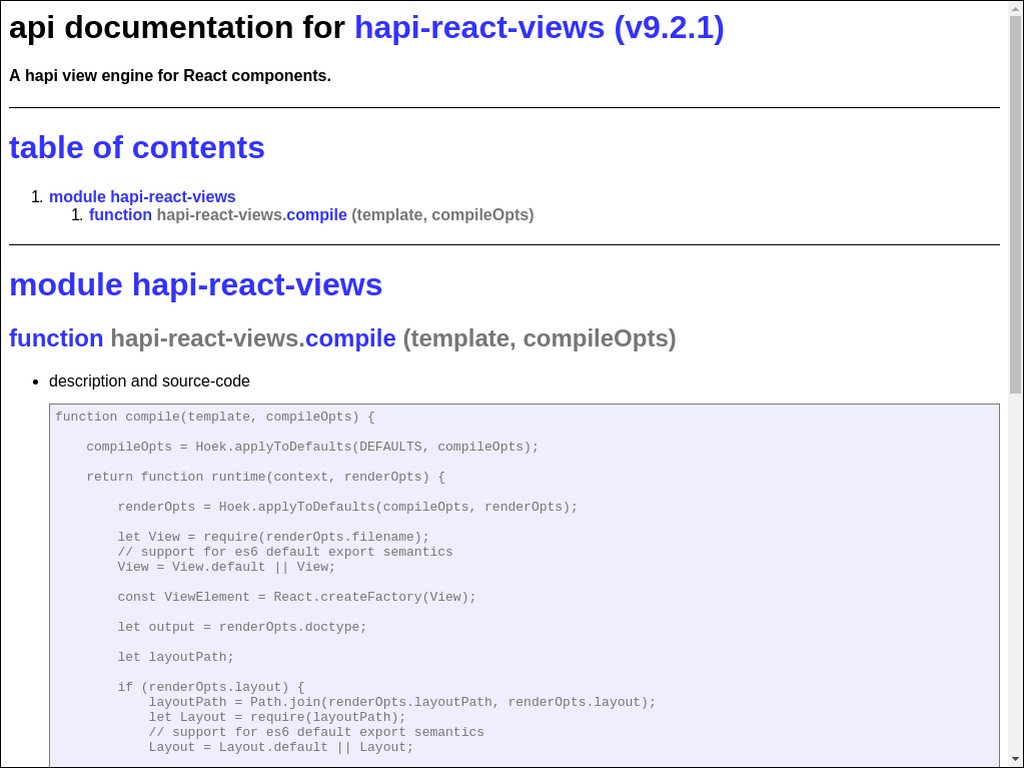 api documentation for hapi-react-views (v9.2.1)
A hapi view engine for React components.
table of contents
1. module hapi-react-views
1. function hapi-react-views.compile (template, compileOpts)
module hapi-react-views
function hapi-react-views.compile (template, compileOpts)
• description and source-code
function compile(template, compileOpts) {
    compileOpts = Hoek.applyToDefaults(DEFAULTS, compileOpts);
    return function runtime(context, renderOpts) {
        renderOpts = Hoek.applyToDefaults(compileOpts, renderOpts);
        let View = require(renderOpts.filename);
        // support for es6 default export semantics
        View = View.default || View;
        const ViewElement = React.createFactory(View);
        let output = renderOpts.doctype;
        let layoutPath;
        if (renderOpts.layout) {
            layoutPath = Path.join(renderOpts.layoutPath, renderOpts.layout);
            let Layout = require(layoutPath);
            // support for es6 default export semantics
            Layout = Layout.default || Layout;